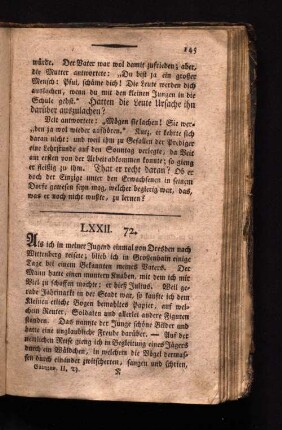 145
würde. Der Vater war wol damit zufrieden; aber,
die Mutter antwortete: „Du bist ja ein großer
Mensch: Pfui, schäme dich! Die Leute werden dich
auslachen, wenn du mit den kleinen Jungen in die
Schule gehst.“ Hatten die Leute Ursache ihn
darüber auszulachen?
Veit antwortete: „Mögen sie lachen! Sie wer-
„den ja wol wieder aufhören.“ Kurz, er kehrte sich
daran nicht: und weil ihm zu Gefallen der Prediger
eine Lehrstunde auf den Sonntag verlegte, da Veit
am ersten von der Arbeit abkommen konnte; so gieng
er fleißig zu ihm. That er recht daran? Ob er
doch der Einzige unter den Erwachsenen in seinem
Dorfe gewesen seyn mag, welcher begierig war, das,
was er noch nicht wußte, zu lernen?
LXXII. 72.
Als ich in meiner Jugend einmal von Dresden nach
Wittenberg reisete; blieb ich in Großenhain einige
Tage bei einem Bekannten meines Vaters. Der
Mann hatte einen muntern Knaben, mit dem ich mir
Viel zu schaffen machte: er hieß Julius. Weil ge-
rade Jahrmarkt in der Stadt war, so kaufte ich dem
Kleinen etliche Bogen bemahltes Papier, auf wel-
chem Reuter, Soldaten und allerlei andere Figuren
standen. Das nannte der Junge schöne Bilder und
hatte eine unglaubliche Freude darüber. — Auf der
nämlichen Reise gieng ich in Begleitung eines Jägers
durch ein Wäldchen, in welchem die Vögel dermas-
sen durch einander zwitscherten, sangen und schrien,
II, 23. K